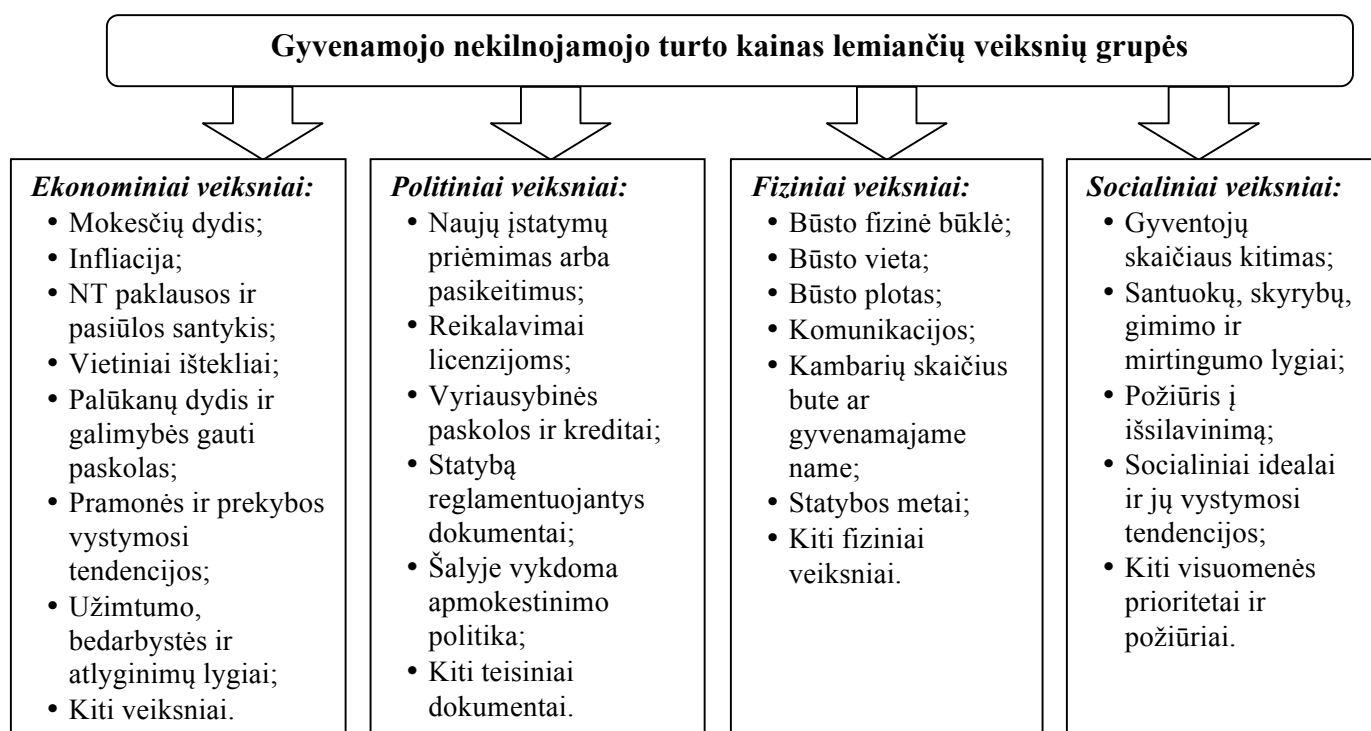 Gyvenamojo nekilnojamojo turto kainas lemiančių veiksnių grupės
Ekonominiai veiksniai:
• Mokesčių dydis;
• Infliacija;
• NT paklausos ir
pasiūlos santykis;
• Vietiniai ištekliai;
• Palūkanų dydis ir
galimybės gauti
paskolas;
• Pramonės ir prekybos
vystymosi
tendencijos;
• Užimtumo,
bedarbystės ir
atlyginimų lygiai;
• Kiti veiksniai.
Politiniai veiksniai:
• Naujų įstatymų
priėmimas arba
pasikeitimus;
• Reikalavimai
licenzijoms;
• Vyriausybinės
paskolos ir kreditai;
• Statybą
reglamentuojantys
dokumentai;
• Šalyje vykdoma
apmokestinimo
politika;
• Kiti teisiniai
dokumentai.
Fiziniai veiksniai:
• Būsto fizinė būklė;
• Būsto vieta;
• Būsto plotas;
• Komunikacijos;
• Kambarių skaičius
bute ar
gyvenamajame
name;
• Statybos metai;
• Kiti fiziniai
veiksniai.
Socialiniai veiksniai:
• Gyventojų
skaičiaus kitimas;
• Santuokų, skyrybų,
gimimo ir
mirtingumo lygiai;
• Požiūris į
išsilavinimą;
• Socialiniai idealai
ir jų vystymosi
tendencijos;
• Kiti visuomenės
prioritetai ir
požiūriai.